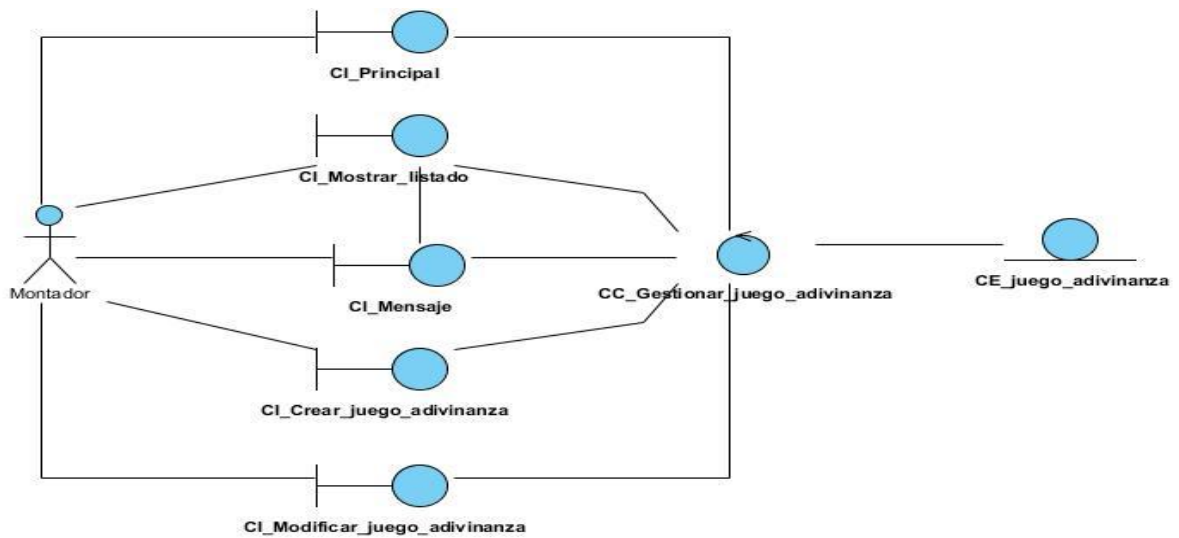 CI_Principal
CI_Mostrar_listado
Montador
CI_Mensaje
CC_Gestionar_juego_adivinanza
CE_juego_adivinanza
CI_Crear_juego_adivinanza
CI_Modificar_juego_adivinanza